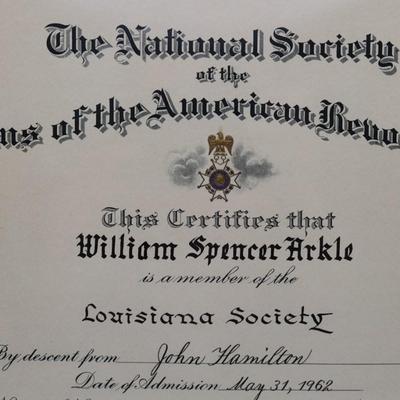 The National Society
of the
ns of the American Revo
This Certifies that
William Spencer Arkle
is a member of the
Louisiana Society
By descent from John Hamilton
Date of Admission May 31, 1962